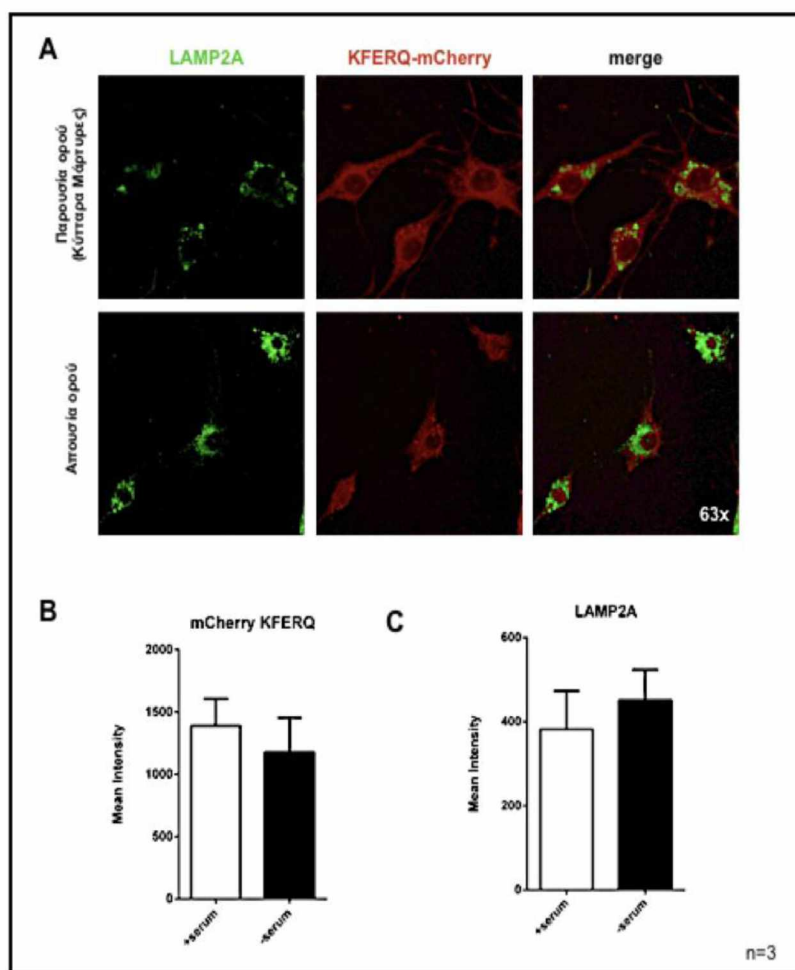 A
LAMP2A
KFERQ-mCherry
merge
Παρουσία ορού
(Κύτταρα Μάρτυρες)
Απουσία ορού
63x
B
mCherry KFERQ
2000
1500
1000
500
0
Mean Intensity
+serum
-serum
C
LAMP2A
600
400
200
0
Mean Intensity
+serum
-serum
n=3